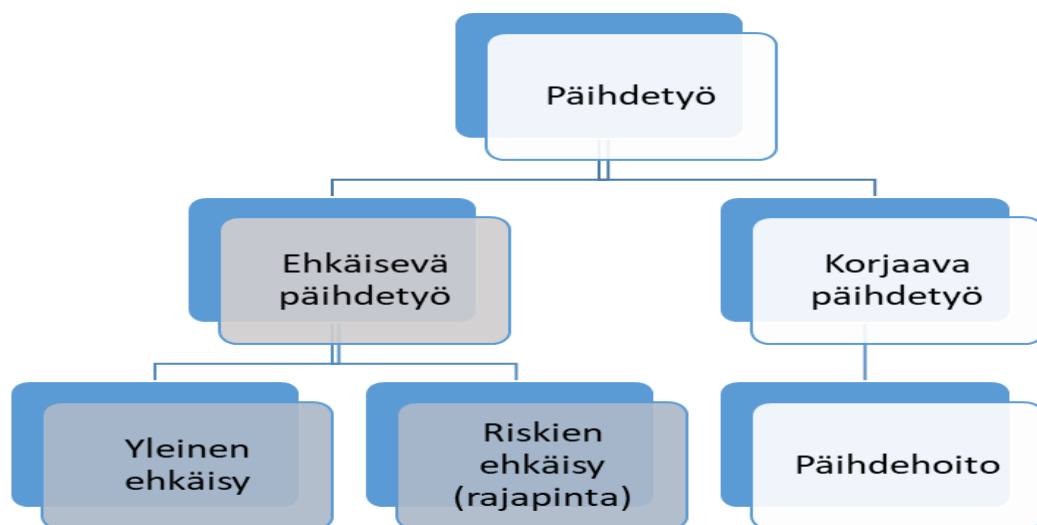 Päihdetyö
Ehkäisevä
päihdetyö
Korjaava
päihdetyö
Yleinen
ehkäisy
Riskien
ehkäisy
(rajapinta)
Päihdehoito